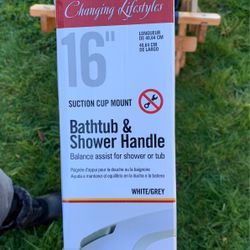 Changing Lifestyles
16"
LONGUEUR
DE 40,64 CM
40,64 CM
DE LARGO
SUCTION CUP MOUNT
Bathtub &
Shower Handle
Balance assist for shower or tub
Poignée d'appui pour la douche ou la baignoire
Ayuda a mantener el equilibrio en la ducha o la bañera
WHITE/GREY